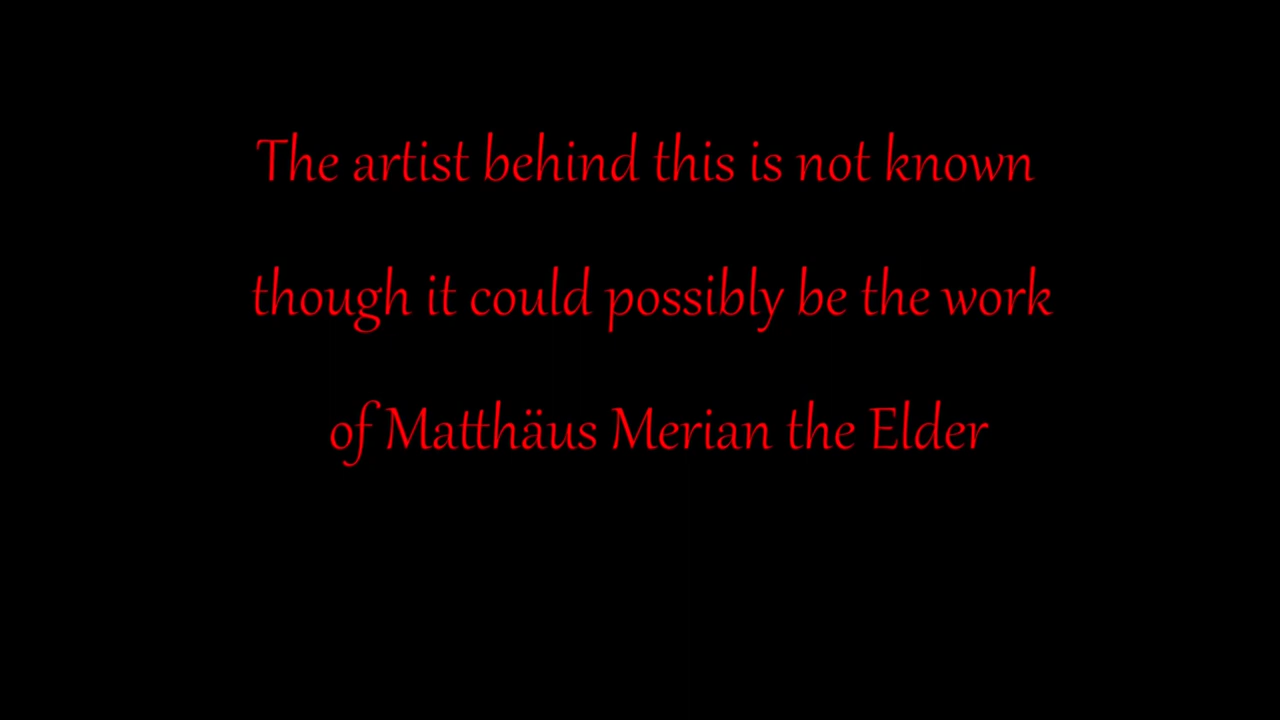 The artist behind this is not known
though it could possibly be the work
of Matthäus Merian the Elder